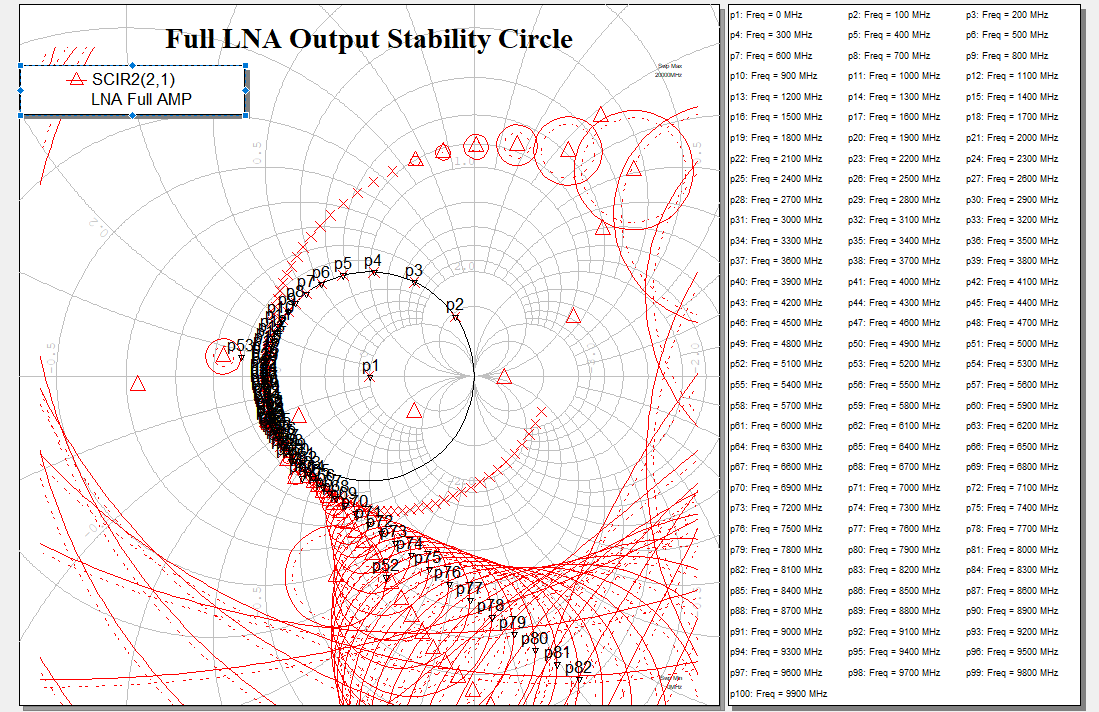 Full LNA Output Stability Circle
Swp Max
20000MHz
SCIR2(2,1)
LNA Full AMP
0.5
1.0
0.2
2.0
-0.5
-2.0
p5
p4
p3
p6
p7
p8
p2
p1
p53
p70
p72
p73
p74
p75
p52
p76
p77
p78
p79
p80
p81
p82
Swp Min
0MHz
p1: Freq = 0 MHz p2: Freq = 100 MHz p3: Freq = 200 MHz
p4: Freq = 300 MHz p5: Freq = 400 MHz p6: Freq = 500 MHz
p7: Freq = 600 MHz p8: Freq = 700 MHz p9: Freq = 800 MHz
p10: Freq = 900 MHz p11: Freq = 1000 MHz p12: Freq = 1100 MHz
p13: Freq = 1200 MHz p14: Freq = 1300 MHz p15: Freq = 1400 MHz
p16: Freq = 1500 MHz p17: Freq = 1600 MHz p18: Freq = 1700 MHz
p19: Freq = 1800 MHz p20: Freq = 1900 MHz p21: Freq = 2000 MHz
p22: Freq = 2100 MHz p23: Freq = 2200 MHz p24: Freq = 2300 MHz
p25: Freq = 2400 MHz p26: Freq = 2500 MHz p27: Freq = 2600 MHz
p28: Freq = 2700 MHz p29: Freq = 2800 MHz p30: Freq = 2900 MHz
p31: Freq = 3000 MHz p32: Freq = 3100 MHz p33: Freq = 3200 MHz
p34: Freq = 3300 MHz p35: Freq = 3400 MHz p36: Freq = 3500 MHz
p37: Freq = 3600 MHz p38: Freq = 3700 MHz p39: Freq = 3800 MHz
p40: Freq = 3900 MHz p41: Freq = 4000 MHz p42: Freq = 4100 MHz
p43: Freq = 4200 MHz p44: Freq = 4300 MHz p45: Freq = 4400 MHz
p46: Freq = 4500 MHz p47: Freq = 4600 MHz p48: Freq = 4700 MHz
p49: Freq = 4800 MHz p50: Freq = 4900 MHz p51: Freq = 5000 MHz
p52: Freq = 5100 MHz p53: Freq = 5200 MHz p54: Freq = 5300 MHz
p55: Freq = 5400 MHz p56: Freq = 5500 MHz p57: Freq = 5600 MHz
p58: Freq = 5700 MHz p59: Freq = 5800 MHz p60: Freq = 5900 MHz
p61: Freq = 6000 MHz p62: Freq = 6100 MHz p63: Freq = 6200 MHz
p64: Freq = 6300 MHz p65: Freq = 6400 MHz p66: Freq = 6500 MHz
p67: Freq = 6600 MHz p68: Freq = 6700 MHz p69: Freq = 6800 MHz
p70: Freq = 6900 MHz p71: Freq = 7000 MHz p72: Freq = 7100 MHz
p73: Freq = 7200 MHz p74: Freq = 7300 MHz p75: Freq = 7400 MHz
p76: Freq = 7500 MHz p77: Freq = 7600 MHz p78: Freq = 7700 MHz
p79: Freq = 7800 MHz p80: Freq = 7900 MHz p81: Freq = 8000 MHz
p82: Freq = 8100 MHz p83: Freq = 8200 MHz p84: Freq = 8300 MHz
p85: Freq = 8400 MHz p86: Freq = 8500 MHz p87: Freq = 8600 MHz
p88: Freq = 8700 MHz p89: Freq = 8800 MHz p90: Freq = 8900 MHz
p91: Freq = 9000 MHz p92: Freq = 9100 MHz p93: Freq = 9200 MHz
p94: Freq = 9300 MHz p95: Freq = 9400 MHz p96: Freq = 9500 MHz
p97: Freq = 9600 MHz p98: Freq = 9700 MHz p99: Freq = 9800 MHz
p100: Freq = 9900 MHz